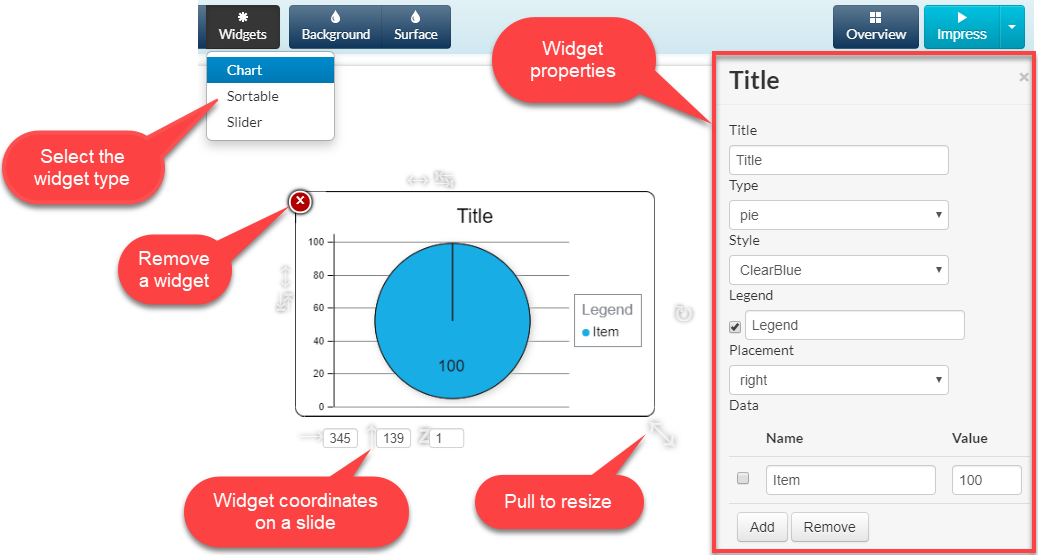 Widgets
Background
Surface
Overview
Impress
Chart
Sortable
Slider
Select the
widget type
Widget
properties
Remove
a widget
Title
100
80
60
40
20
0
100
Legend
Item
345
139
Z
1
Widget coordinates
on a slide
Pull to resize
Title
×
Title
Title
Type
pie
Style
ClearBlue
Legend
Legend
Placement
right
Data
Name Value
Item 100
Add Remove